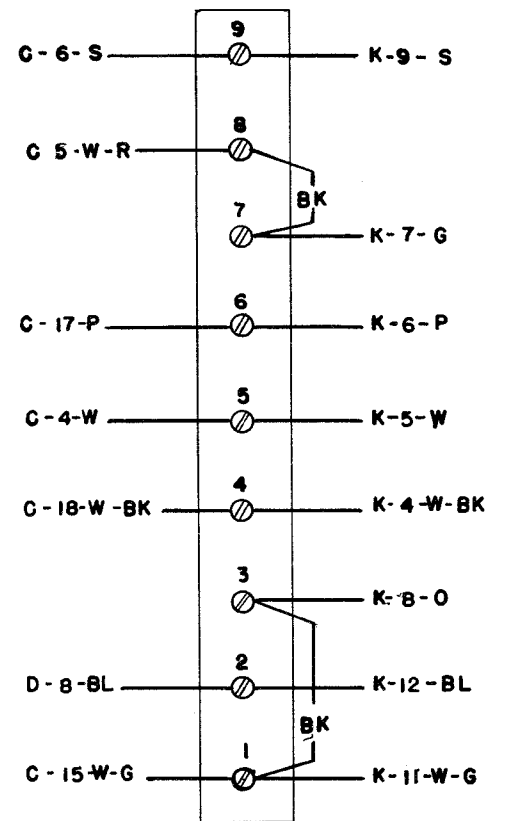 9
C-6-S K-9-S
8
C 5-W-R
BK
7
K-7-G
6
C-17-P K-6-P
5
C-4-W K-5-W
4
C-18-W-BK K-4-W-BK
3
K-8-O
2
D-8-BL K-12-BL
BK
1
C-15-W-G K-11-W-G